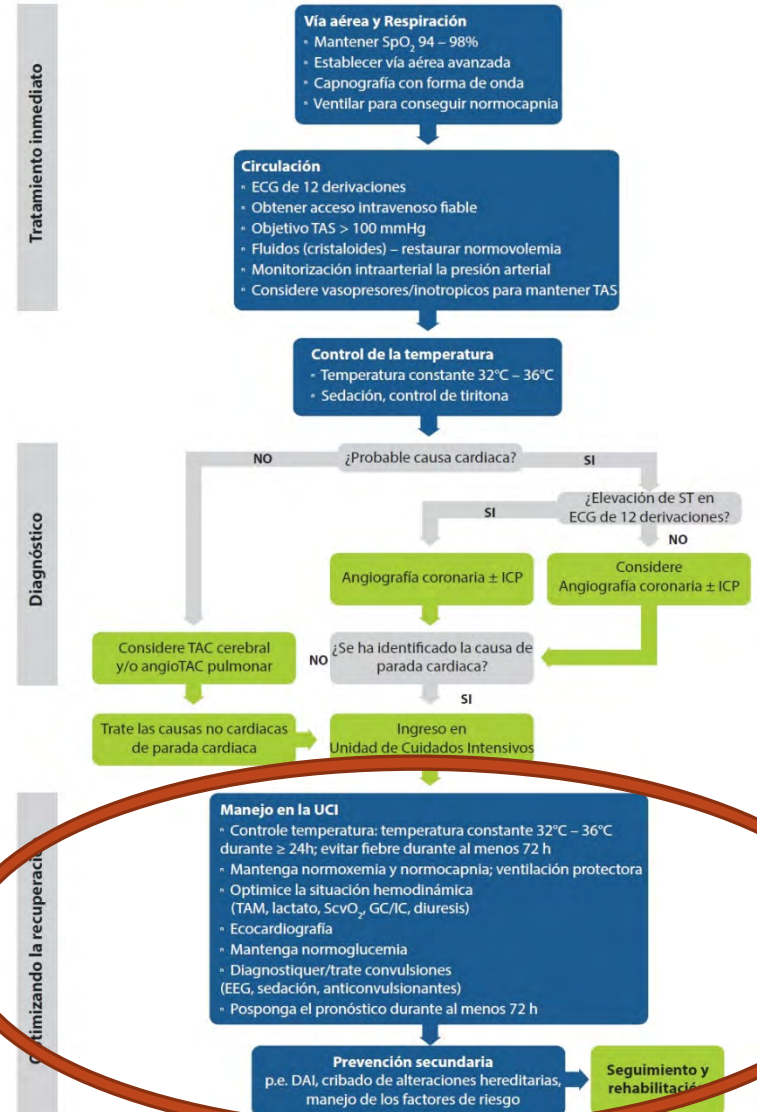 Tratamiento inmediato
Vía aérea y Respiración
• Mantener SpO₂ 94 – 98%
• Establecer vía aérea avanzada
• Capnografía con forma de onda
• Ventilar para conseguir normocapnia
Circulación
• ECG de 12 derivaciones
• Obtener acceso intravenoso fiable
• Objetivo TAS > 100 mmHg
• Fluidos (cristaloides) – restaurar normovolemia
• Monitorización intraarterial la presión arterial
• Considere vasopresores/inotropicos para mantener TAS
Control de la temperatura
• Temperatura constante 32°C – 36°C
• Sedación, control de tiritona
Diagnóstico
¿Probable causa cardiaca?
NO
SI
¿Elevación de ST en
ECG de 12 derivaciones?
SI
NO
Angiografía coronaria ± ICP
Considere
Angiografía coronaria ± ICP
Considere TAC cerebral
y/o angioTAC pulmonar
NO
¿Se ha identificado la causa de
parada cardiaca?
SI
Trate las causas no cardiacas
de parada cardiaca
Ingreso en
Unidad de Cuidados Intensivos
Optimizando la recuperación
Manejo en la UCI
• Controle temperatura: temperatura constante 32°C – 36°C
durante ≥ 24h; evitar fiebre durante al menos 72 h
• Mantenga normoxemia y normocapnia; ventilación protectora
• Optimice la situación hemodinámica
(TAM, lactato, ScvO₂, GC/IC, diuresis)
• Ecocardiografía
• Mantenga normoglucemia
• Diagnostiquer/trate convulsiones
(EEG, sedación, anticonvulsionantes)
• Posponga el pronóstico durante al menos 72 h
Prevención secundaria
p.e. DAI, cribado de alteraciones hereditarias,
manejo de los factores de riesgo
Seguimiento y
rehabilitación